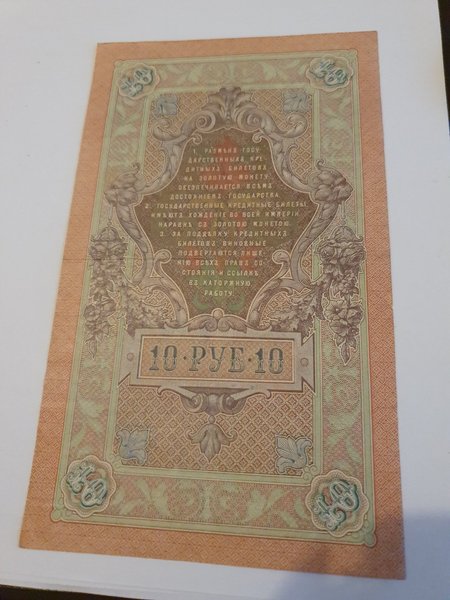 1. РАЗМѢНЪ ГОСУ-
ДАРСТВЕННЫХЪ КРЕ-
ДИТНЫХЪ БИЛЕТОВЪ
НА ЗОЛОТУЮ МОНЕТУ
ОБЕЗПЕЧИВАЕТСЯ ВСѢМЪ
ДОСТОЯНІЕМЪ ГОСУДАРСТВА.
2. ГОСУДАРСТВЕННЫЕ КРЕДИТНЫЕ БИЛЕТЫ
ИМѢЮТЪ ХОЖДЕНІЕ ВО ВСЕЙ ИМПЕРІИ
НАРАВНѢ СЪ ЗОЛОТОЮ МОНЕТОЮ.
3. ЗА ПОДДѢЛКУ КРЕДИТНЫХЪ
БИЛЕТОВЪ ВИНОВНЫЕ
ПОДВЕРГАЮТСЯ ЛИШЕ-
НІЮ ВСѢХЪ ПРАВЪ СО-
СТОЯНІЯ И ССЫЛКѢ
ВЪ КАТОРЖНУЮ
РАБОТУ.
10·РУБ·10